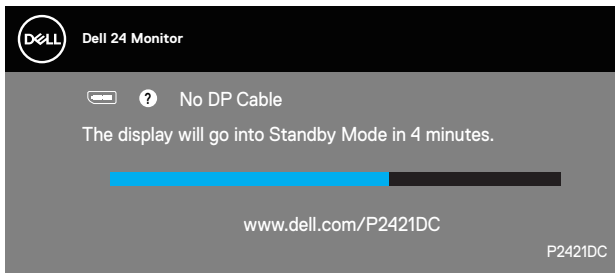 DELL
Dell 24 Monitor
? No DP Cable
The display will go into Standby Mode in 4 minutes.
www.dell.com/P2421DC
P2421DC